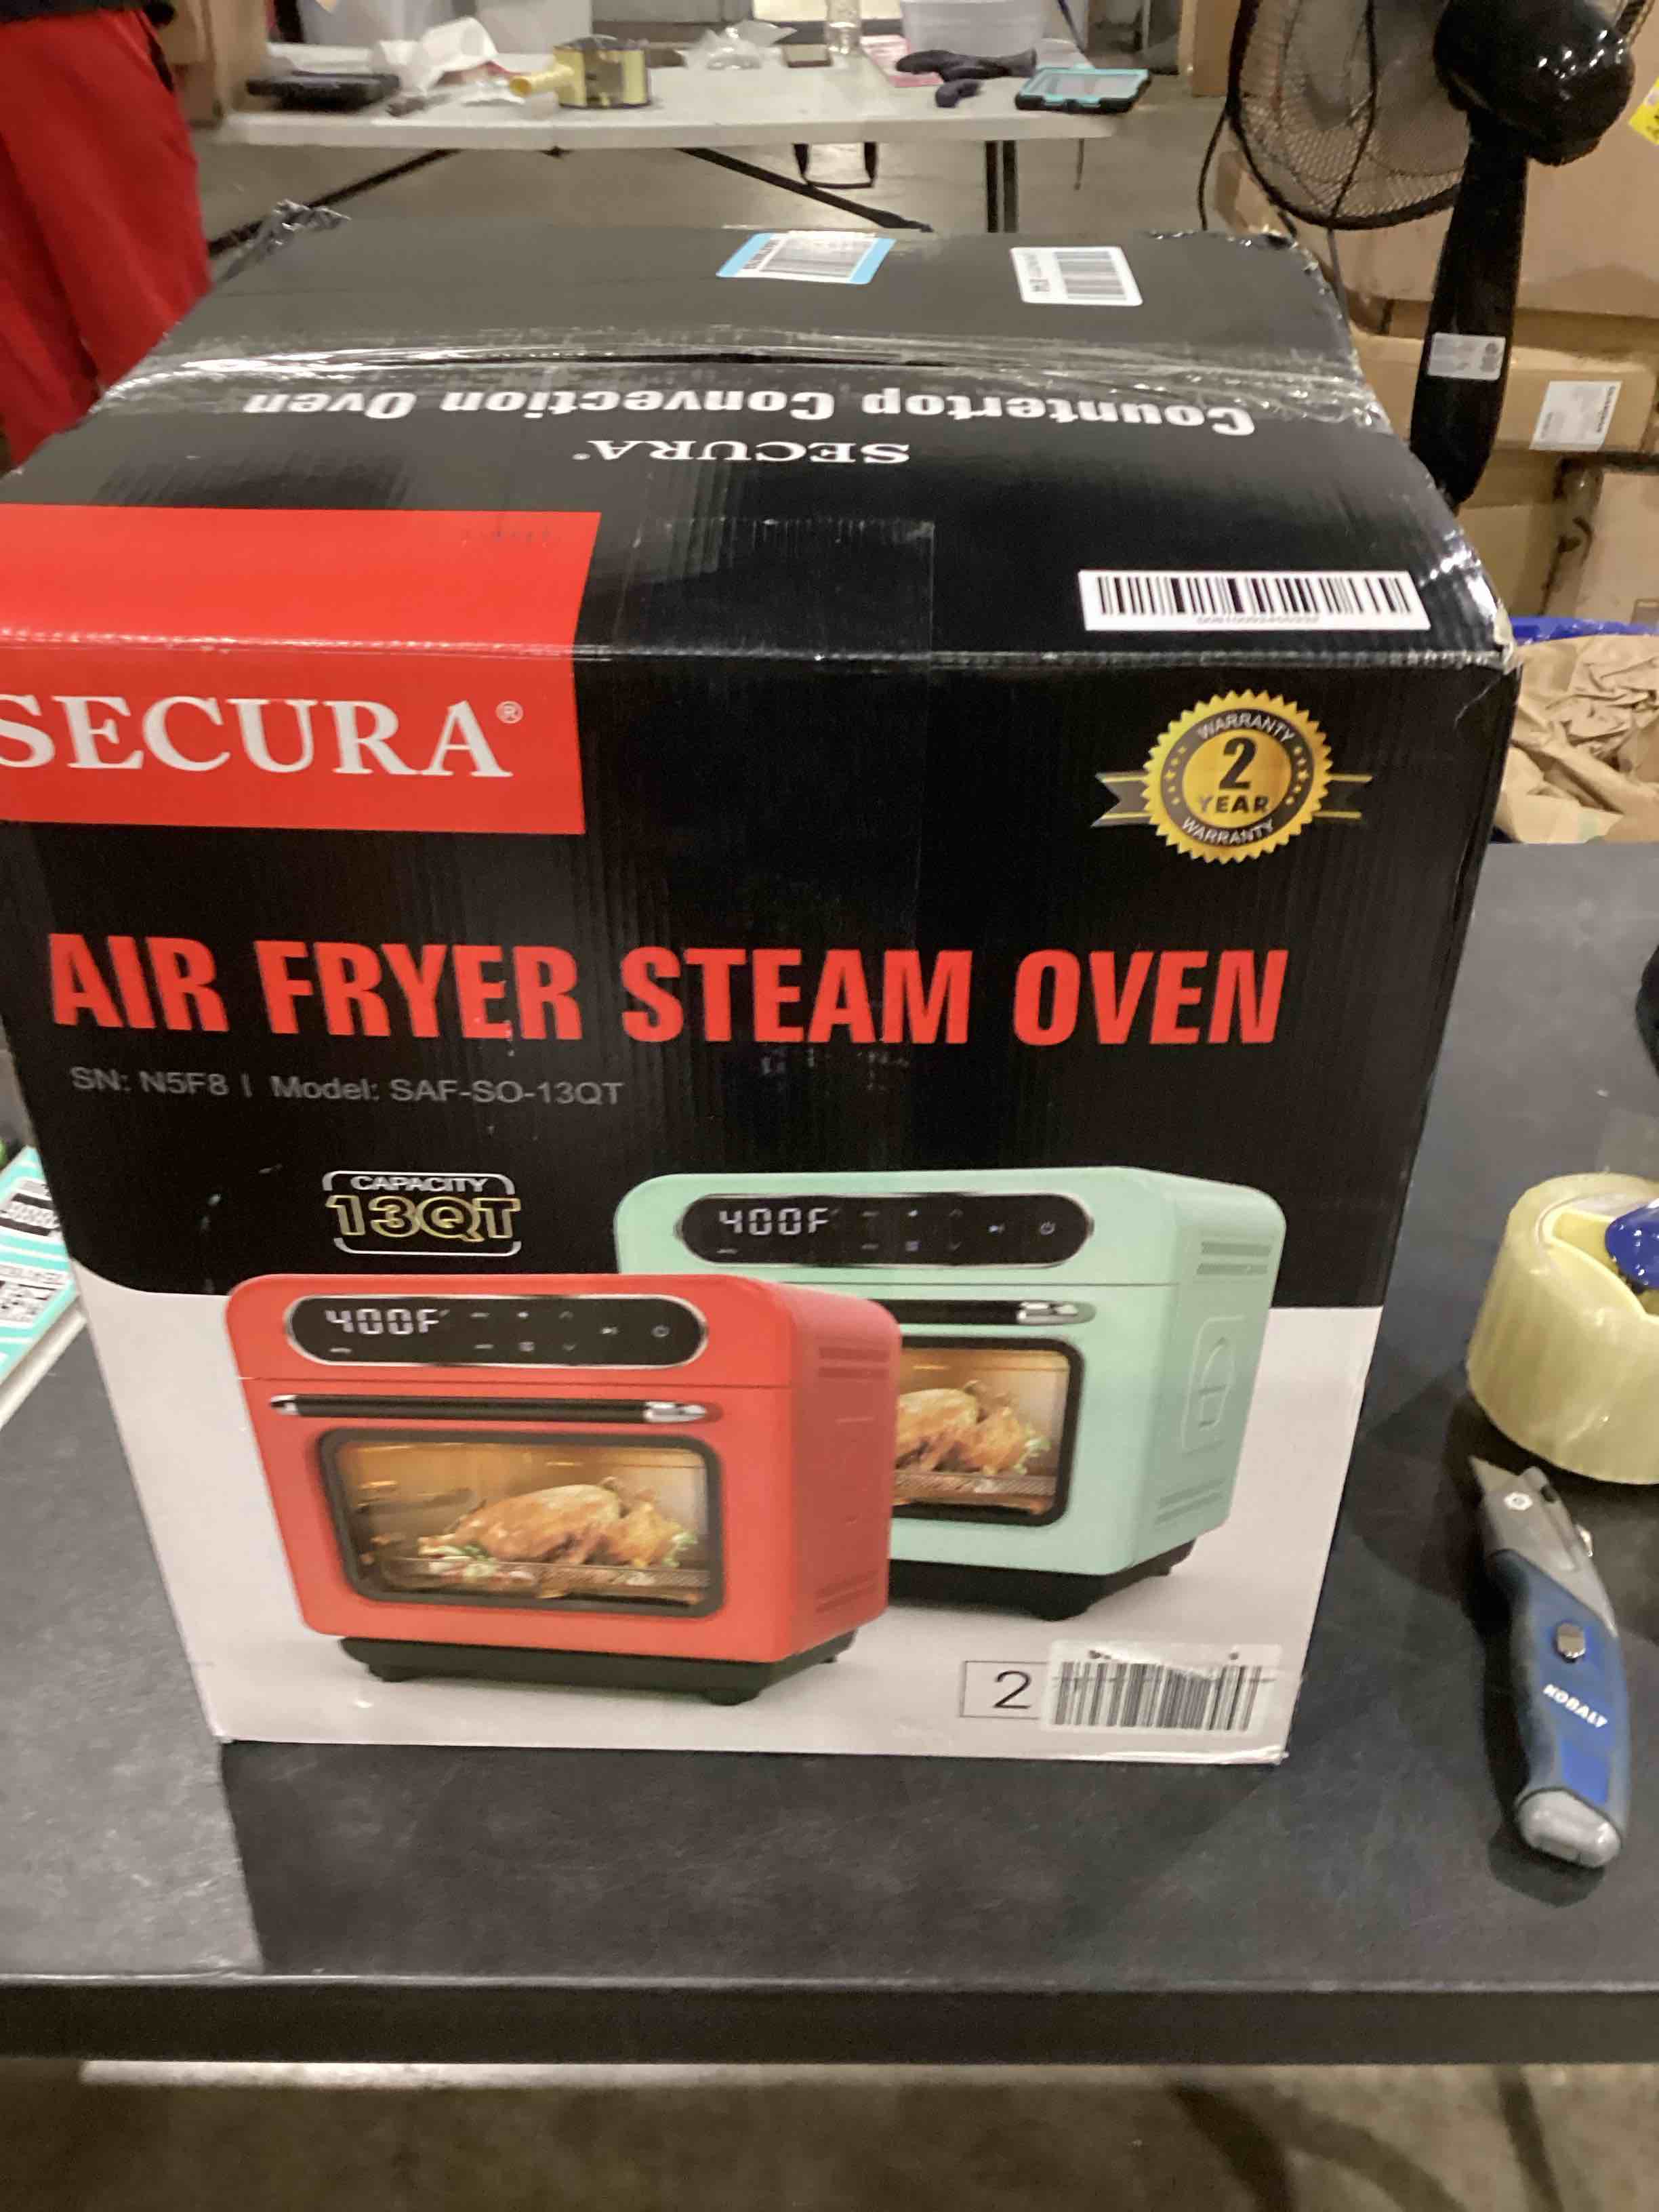 Countertop Convection Oven
SECURA®
SECURA®
WARRANTY
2
YEAR
WARRANTY
AIR FRYER STEAM OVEN
SN: N5F8 | Model: SAF-SO-13QT
CAPACITY
13QT
400F
400F
2
KOBALT